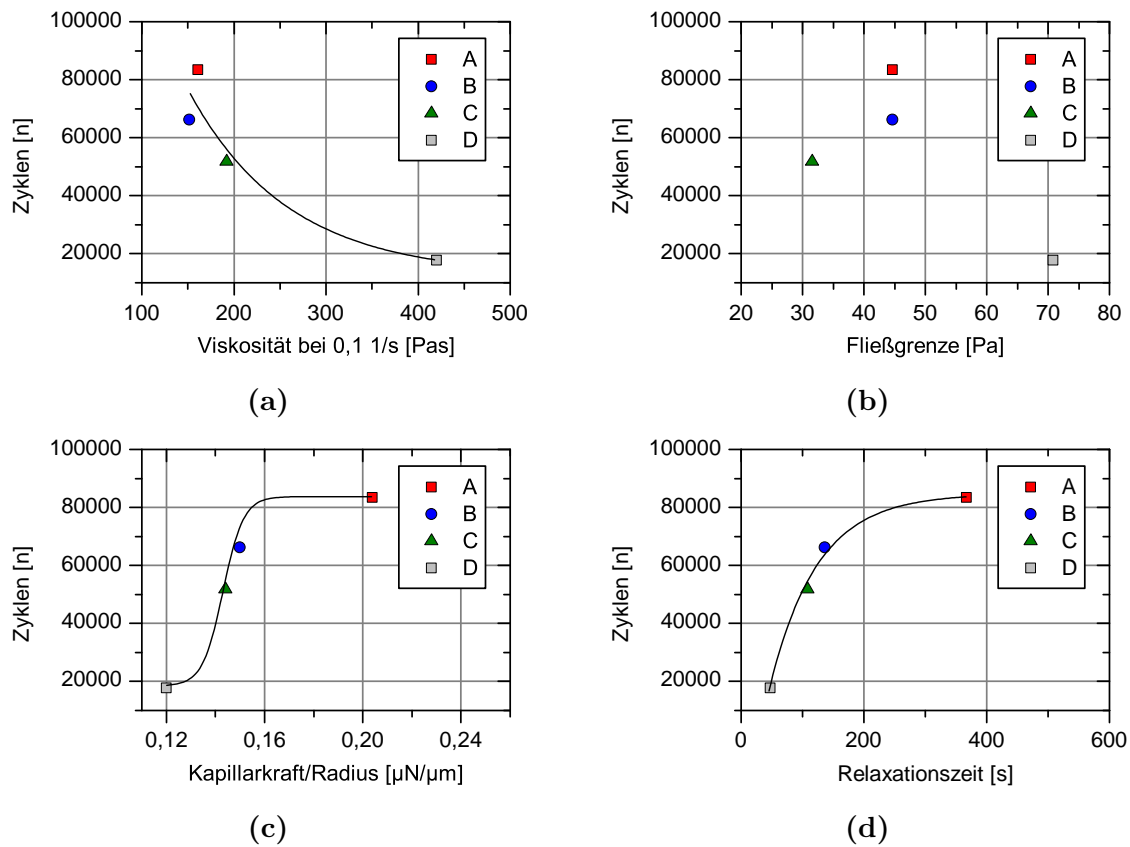 100000
80000
60000
40000
20000
Zyklen [n]
A
B
C
D
100 200 300 400 500
Viskosität bei 0,1 1/s [Pas]
(a)
100000
80000
60000
40000
20000
Zyklen [n]
A
B
C
D
20 30 40 50 60 70 80
Fließgrenze [Pa]
(b)
100000
80000
60000
40000
20000
Zyklen [n]
A
B
C
D
0,12 0,16 0,20 0,24
Kapillarkraft/Radius [µN/µm]
(c)
100000
80000
60000
40000
20000
Zyklen [n]
A
B
C
D
0 200 400 600
Relaxationszeit [s]
(d)